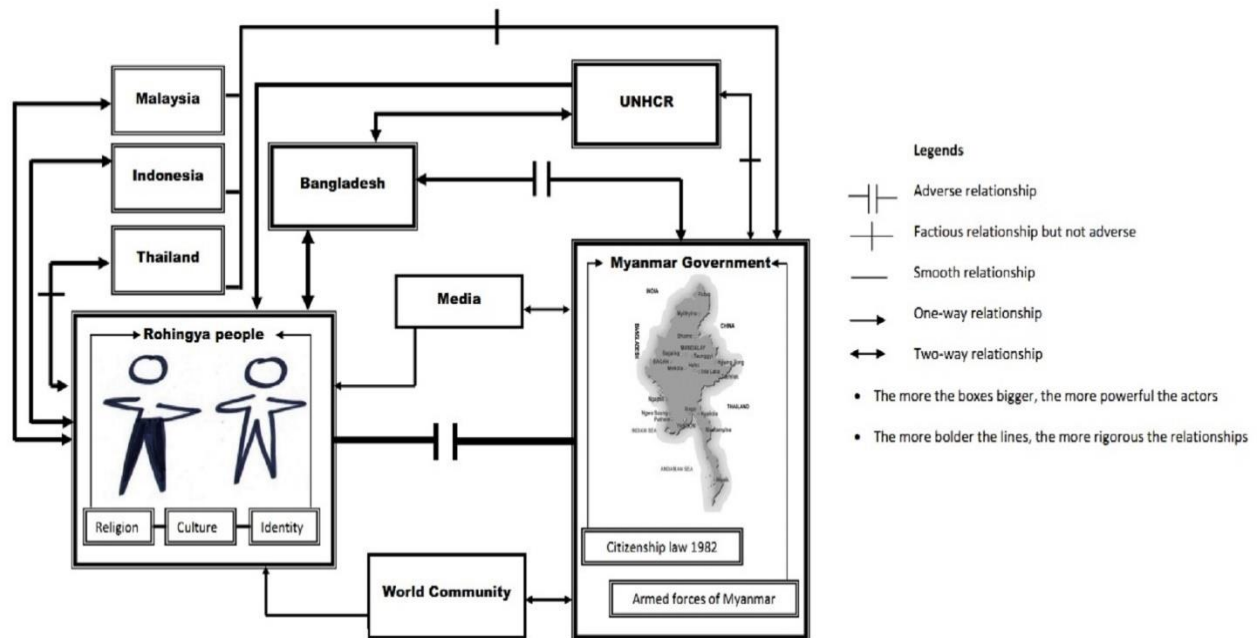 Malaysia
Indonesia
Thailand
Bangladesh
UNHCR
Media
Rohingya people
Religion
Culture
Identity
World Community
Myanmar Government
INDIA
CHINA
BANGLADESH
THAILAND
ANDAMAN SEA
Citizenship law 1982
Armed forces of Myanmar
Legends
Adverse relationship
Factious relationship but not adverse
Smooth relationship
One-way relationship
Two-way relationship
• The more the boxes bigger, the more powerful the actors
• The more bolder the lines, the more rigorous the relationships